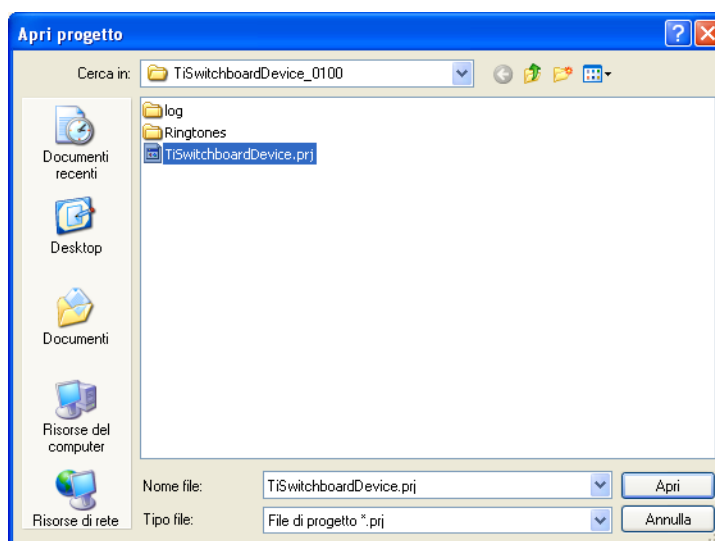 Apri progetto
Cerca in: TiSwitchboardDevice_0100
log
Ringtones
TiSwitchboardDevice.prj
Documenti recenti
Desktop
Documenti
Risorse del computer
Risorse di rete
Nome file: TiSwitchboardDevice.prj Apri
Tipo file: File di progetto *.prj Annulla